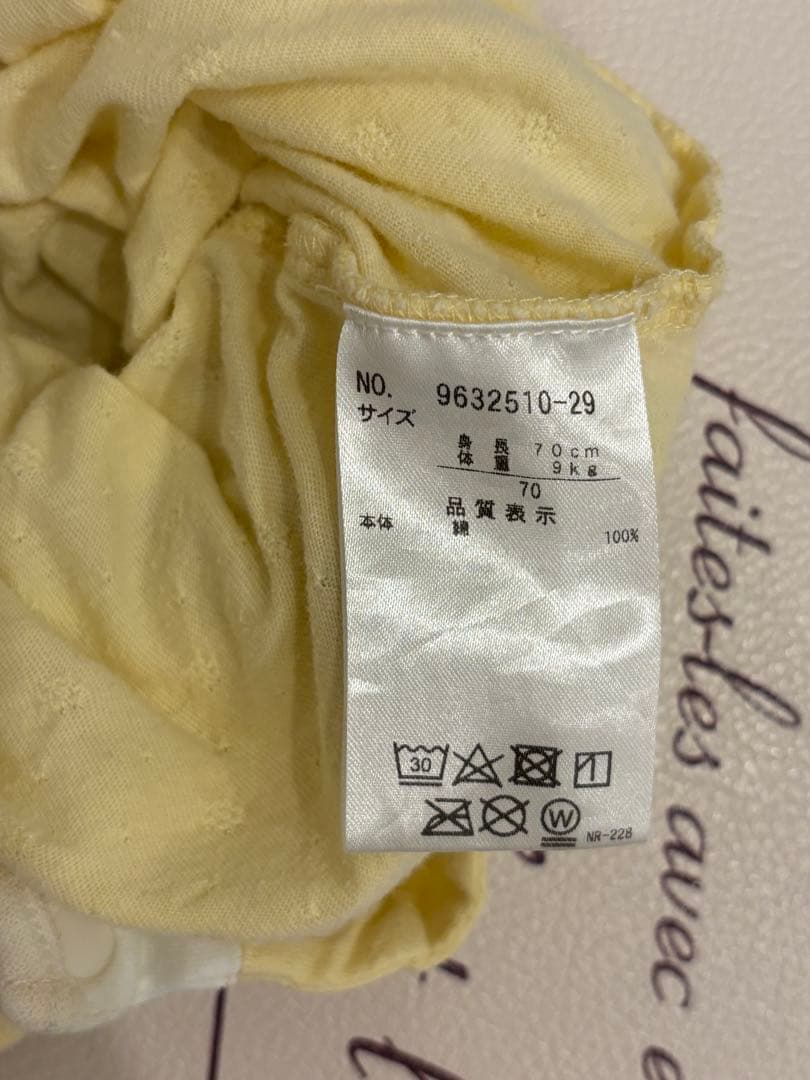 NO. 9632510-29
サイズ
身長 70cm
体重 9kg
70
品質表示
本体 綿 100%
30
W
NR-228
faites-les avec e